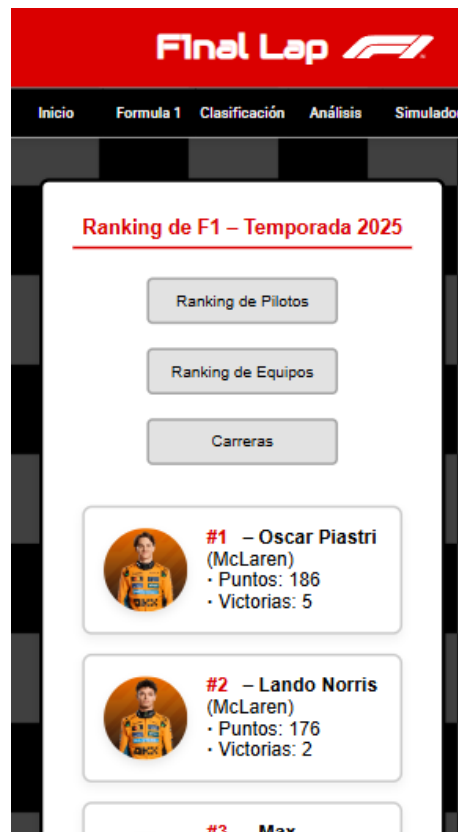 FInal Lap
Inicio Formula 1 Clasificación Análisis Simulador
Ranking de F1 – Temporada 2025
Ranking de Pilotos
Ranking de Equipos
Carreras
#1 – Oscar Piastri
(McLaren)
· Puntos: 186
· Victorias: 5
#2 – Lando Norris
(McLaren)
· Puntos: 176
· Victorias: 2
#3 – Max